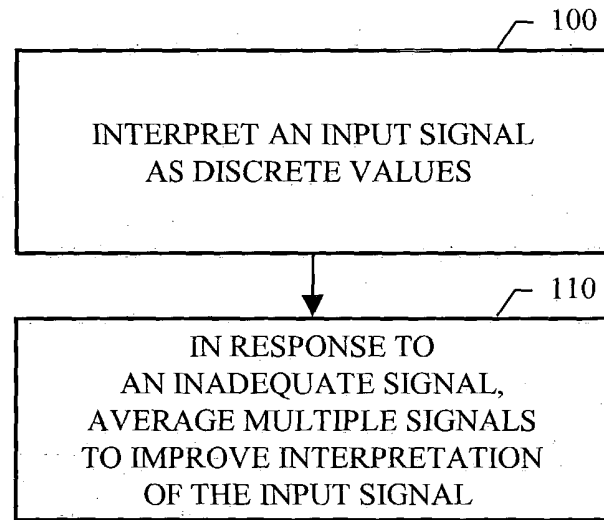 100
INTERPRET AN INPUT SIGNAL
AS DISCRETE VALUES
110
IN RESPONSE TO
AN INADEQUATE SIGNAL,
AVERAGE MULTIPLE SIGNALS
TO IMPROVE INTERPRETATION
OF THE INPUT SIGNAL